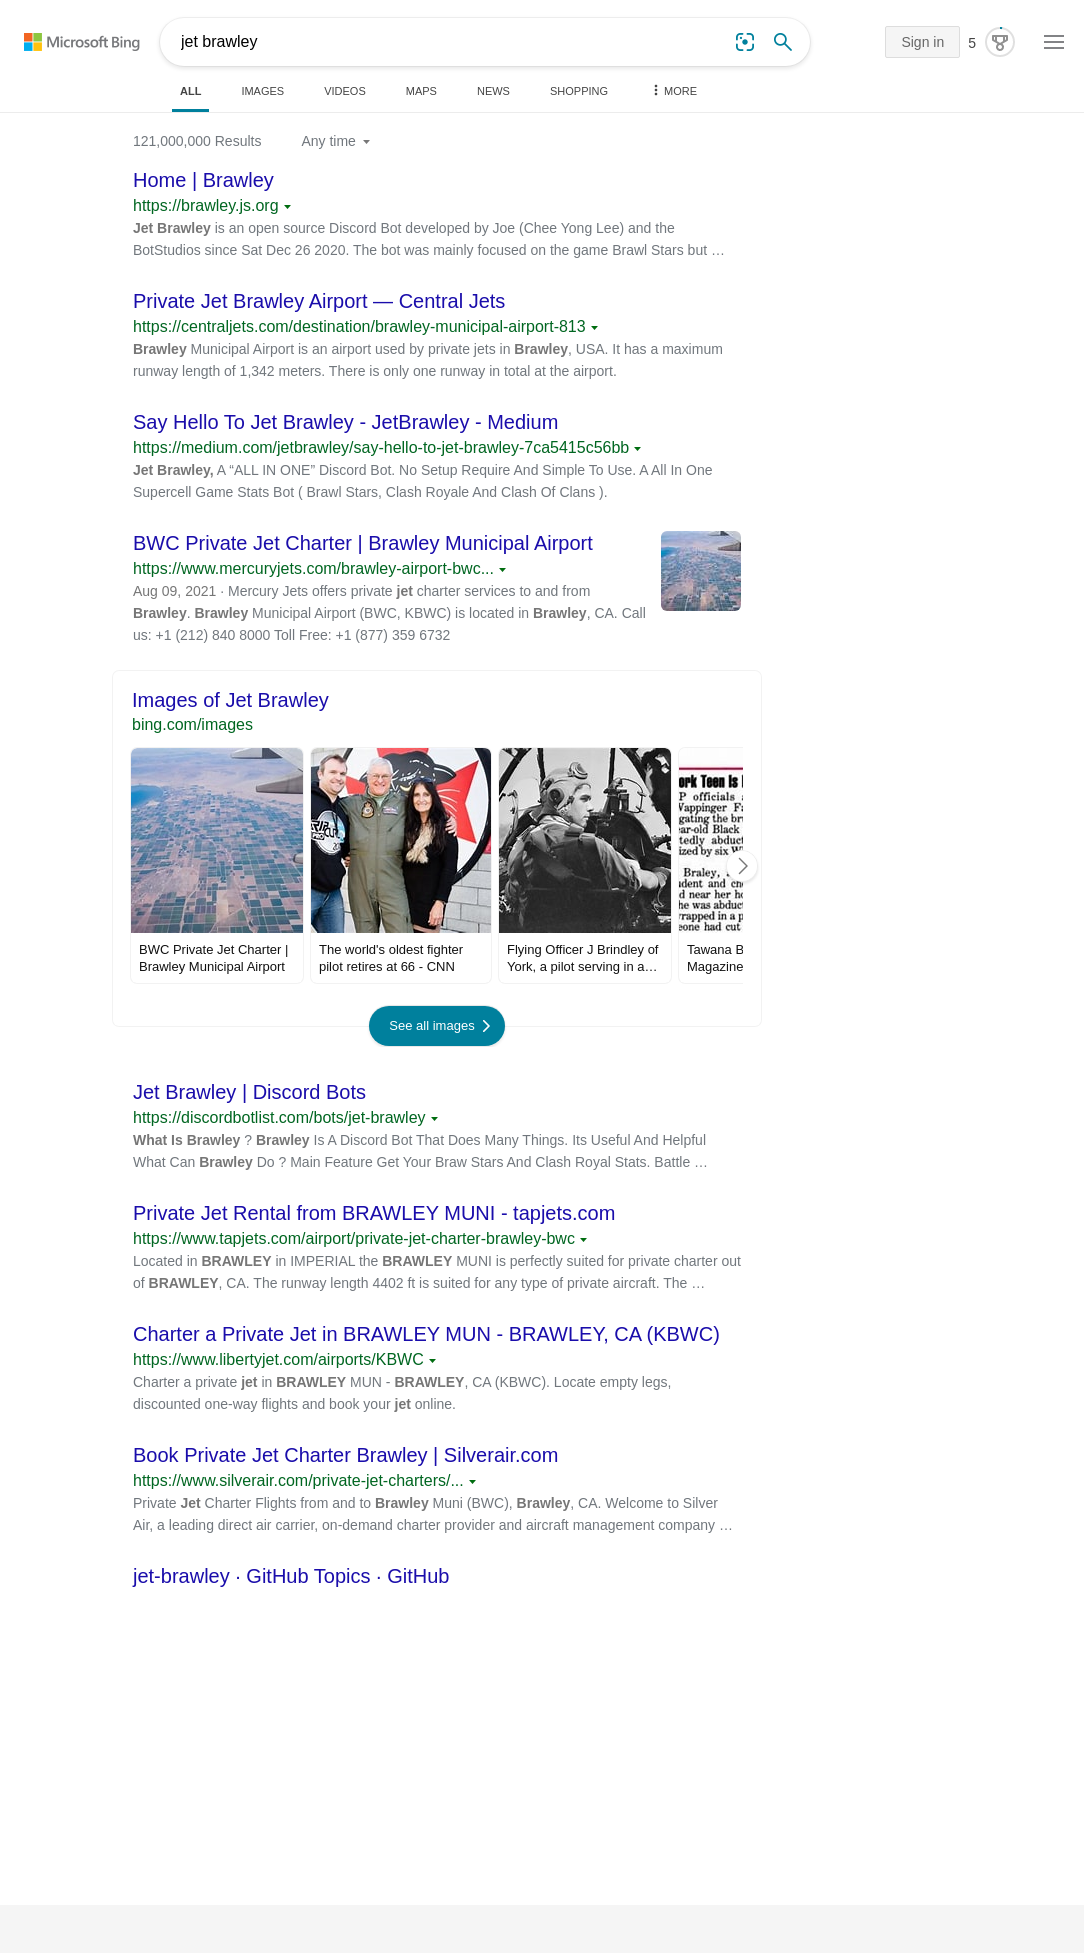 Microsoft Bing
jet brawley
Sign in
5
ALL
IMAGES
VIDEOS
MAPS
NEWS
SHOPPING
MORE
121,000,000 Results
Any time
Home | Brawley
https://brawley.js.org
Jet Brawley is an open source Discord Bot developed by Joe (Chee Yong Lee) and the
BotStudios since Sat Dec 26 2020. The bot was mainly focused on the game Brawl Stars but …
Private Jet Brawley Airport — Central Jets
https://centraljets.com/destination/brawley-municipal-airport-813
Brawley Municipal Airport is an airport used by private jets in Brawley, USA. It has a maximum
runway length of 1,342 meters. There is only one runway in total at the airport.
Say Hello To Jet Brawley - JetBrawley - Medium
https://medium.com/jetbrawley/say-hello-to-jet-brawley-7ca5415c56bb
Jet Brawley, A “ALL IN ONE” Discord Bot. No Setup Require And Simple To Use. A All In One
Supercell Game Stats Bot ( Brawl Stars, Clash Royale And Clash Of Clans ).
BWC Private Jet Charter | Brawley Municipal Airport
https://www.mercuryjets.com/brawley-airport-bwc...
Aug 09, 2021 · Mercury Jets offers private jet charter services to and from
Brawley. Brawley Municipal Airport (BWC, KBWC) is located in Brawley, CA. Call
us: +1 (212) 840 8000 Toll Free: +1 (877) 359 6732
Images of Jet Brawley
bing.com/images
ork Teen Is
P officials a
Wappinger Fa
gating the bru
ear-old Black
tedly abduct
ized by six W
Braley,
udent and ch
d near her ho
he was abduct
wrapped in a p
eone had cut
BWC Private Jet Charter |
Brawley Municipal Airport
The world's oldest fighter
pilot retires at 66 - CNN
Flying Officer J Brindley of
York, a pilot serving in a…
Tawana B
Magazine
See all images
Jet Brawley | Discord Bots
https://discordbotlist.com/bots/jet-brawley
What Is Brawley ? Brawley Is A Discord Bot That Does Many Things. Its Useful And Helpful
What Can Brawley Do ? Main Feature Get Your Braw Stars And Clash Royal Stats. Battle …
Private Jet Rental from BRAWLEY MUNI - tapjets.com
https://www.tapjets.com/airport/private-jet-charter-brawley-bwc
Located in BRAWLEY in IMPERIAL the BRAWLEY MUNI is perfectly suited for private charter out
of BRAWLEY, CA. The runway length 4402 ft is suited for any type of private aircraft. The …
Charter a Private Jet in BRAWLEY MUN - BRAWLEY, CA (KBWC)
https://www.libertyjet.com/airports/KBWC
Charter a private jet in BRAWLEY MUN - BRAWLEY, CA (KBWC). Locate empty legs,
discounted one-way flights and book your jet online.
Book Private Jet Charter Brawley | Silverair.com
https://www.silverair.com/private-jet-charters/...
Private Jet Charter Flights from and to Brawley Muni (BWC), Brawley, CA. Welcome to Silver
Air, a leading direct air carrier, on-demand charter provider and aircraft management company …
jet-brawley · GitHub Topics · GitHub